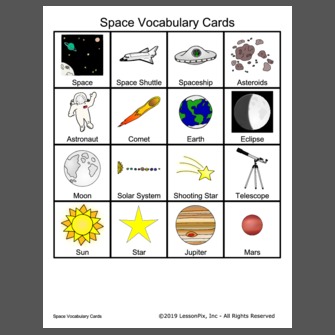 Space Vocabulary Cards
Space Space Shuttle Spaceship Asteroids
Astronaut Comet Earth Eclipse
Moon Solar System Shooting Star Telescope
Sun Star Jupiter Mars
Space Vocabulary Cards ©2019 LessonPix, Inc - All Rights Reserved